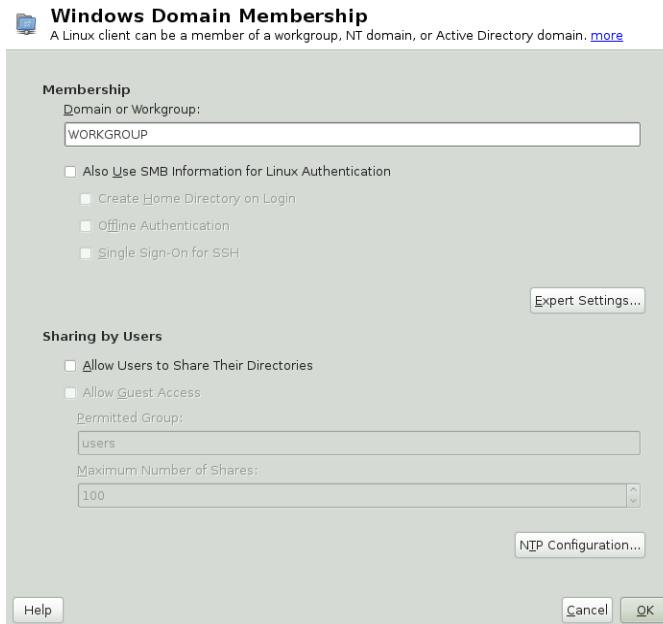 Windows Domain Membership
A Linux client can be a member of a workgroup, NT domain, or Active Directory domain. more
Membership
Domain or Workgroup:
WORKGROUP
Also Use SMB Information for Linux Authentication
Create Home Directory on Login
Offline Authentication
Single Sign-On for SSH
Expert Settings...
Sharing by Users
Allow Users to Share Their Directories
Allow Guest Access
Permitted Group:
users
Maximum Number of Shares:
100
NTP Configuration...
Help
Cancel
OK